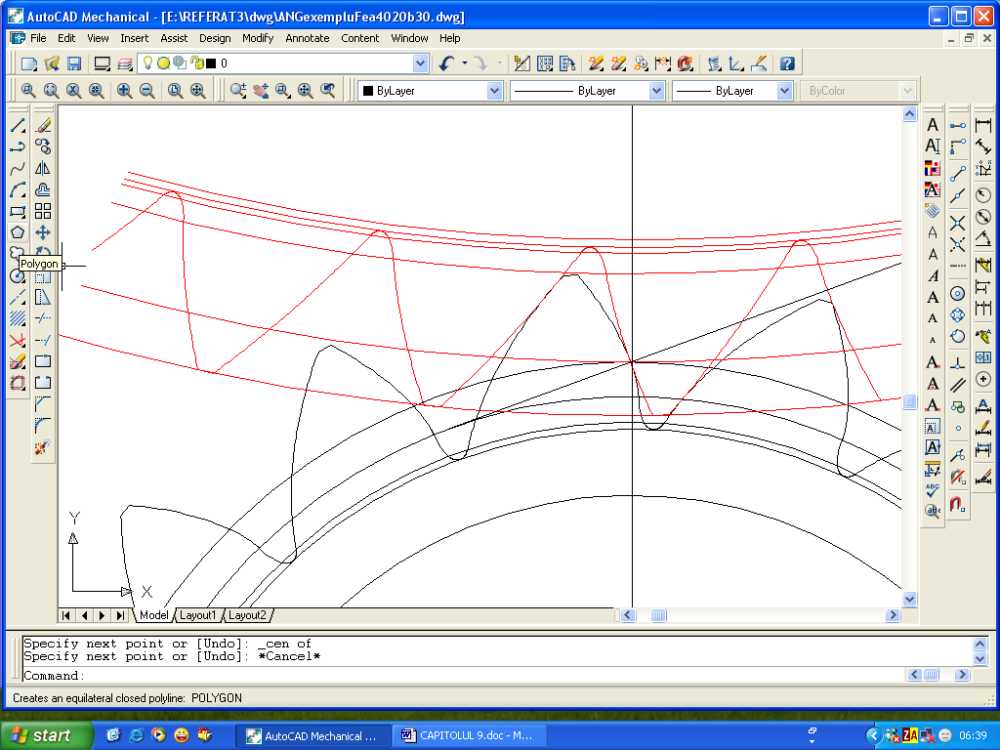 AutoCAD Mechanical - [E:\REFERAT3\dwg\ANGexempluFea4020b30.dwg]
File Edit View Insert Assist Design Modify Annotate Content Window Help
0
ByLayer ByLayer ByLayer ByColor
Polygon
Y
X
Model Layout1 Layout2
Specify next point or [Undo]: _cen of
Specify next point or [Undo]: *Cancel*
Command:
Creates an equilateral closed polyline: POLYGON
start AutoCAD Mechanical ... CAPITOLUL 9.doc - M... ZA 06:39